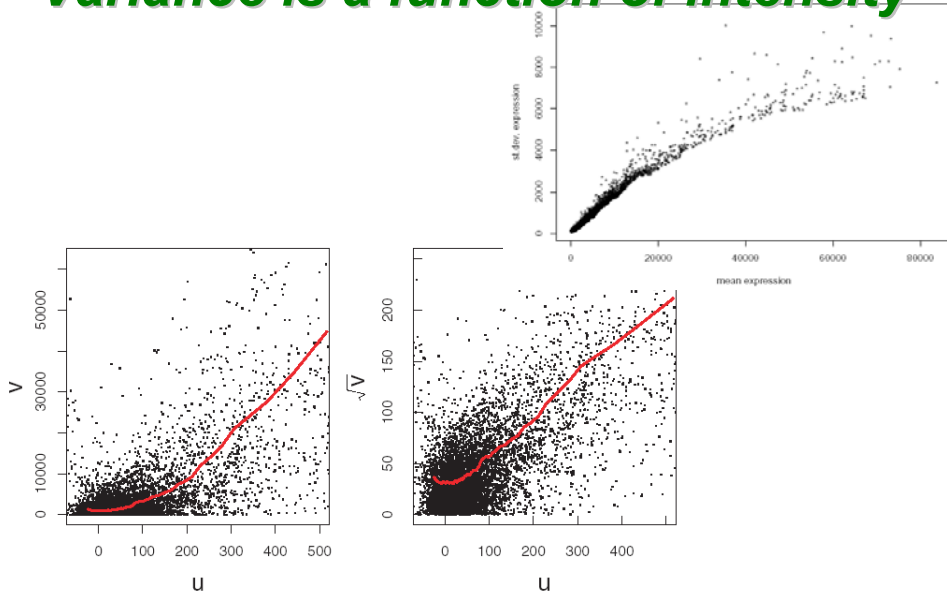 Variance is a function of intensity
10000
8000
6000
4000
2000
0
st.dev. expression
0 20000 40000 60000 80000
mean expression
50000
30000
10000
0
v
0 100 200 300 400 500
u
200
150
100
50
0
√v
0 100 200 300 400
u